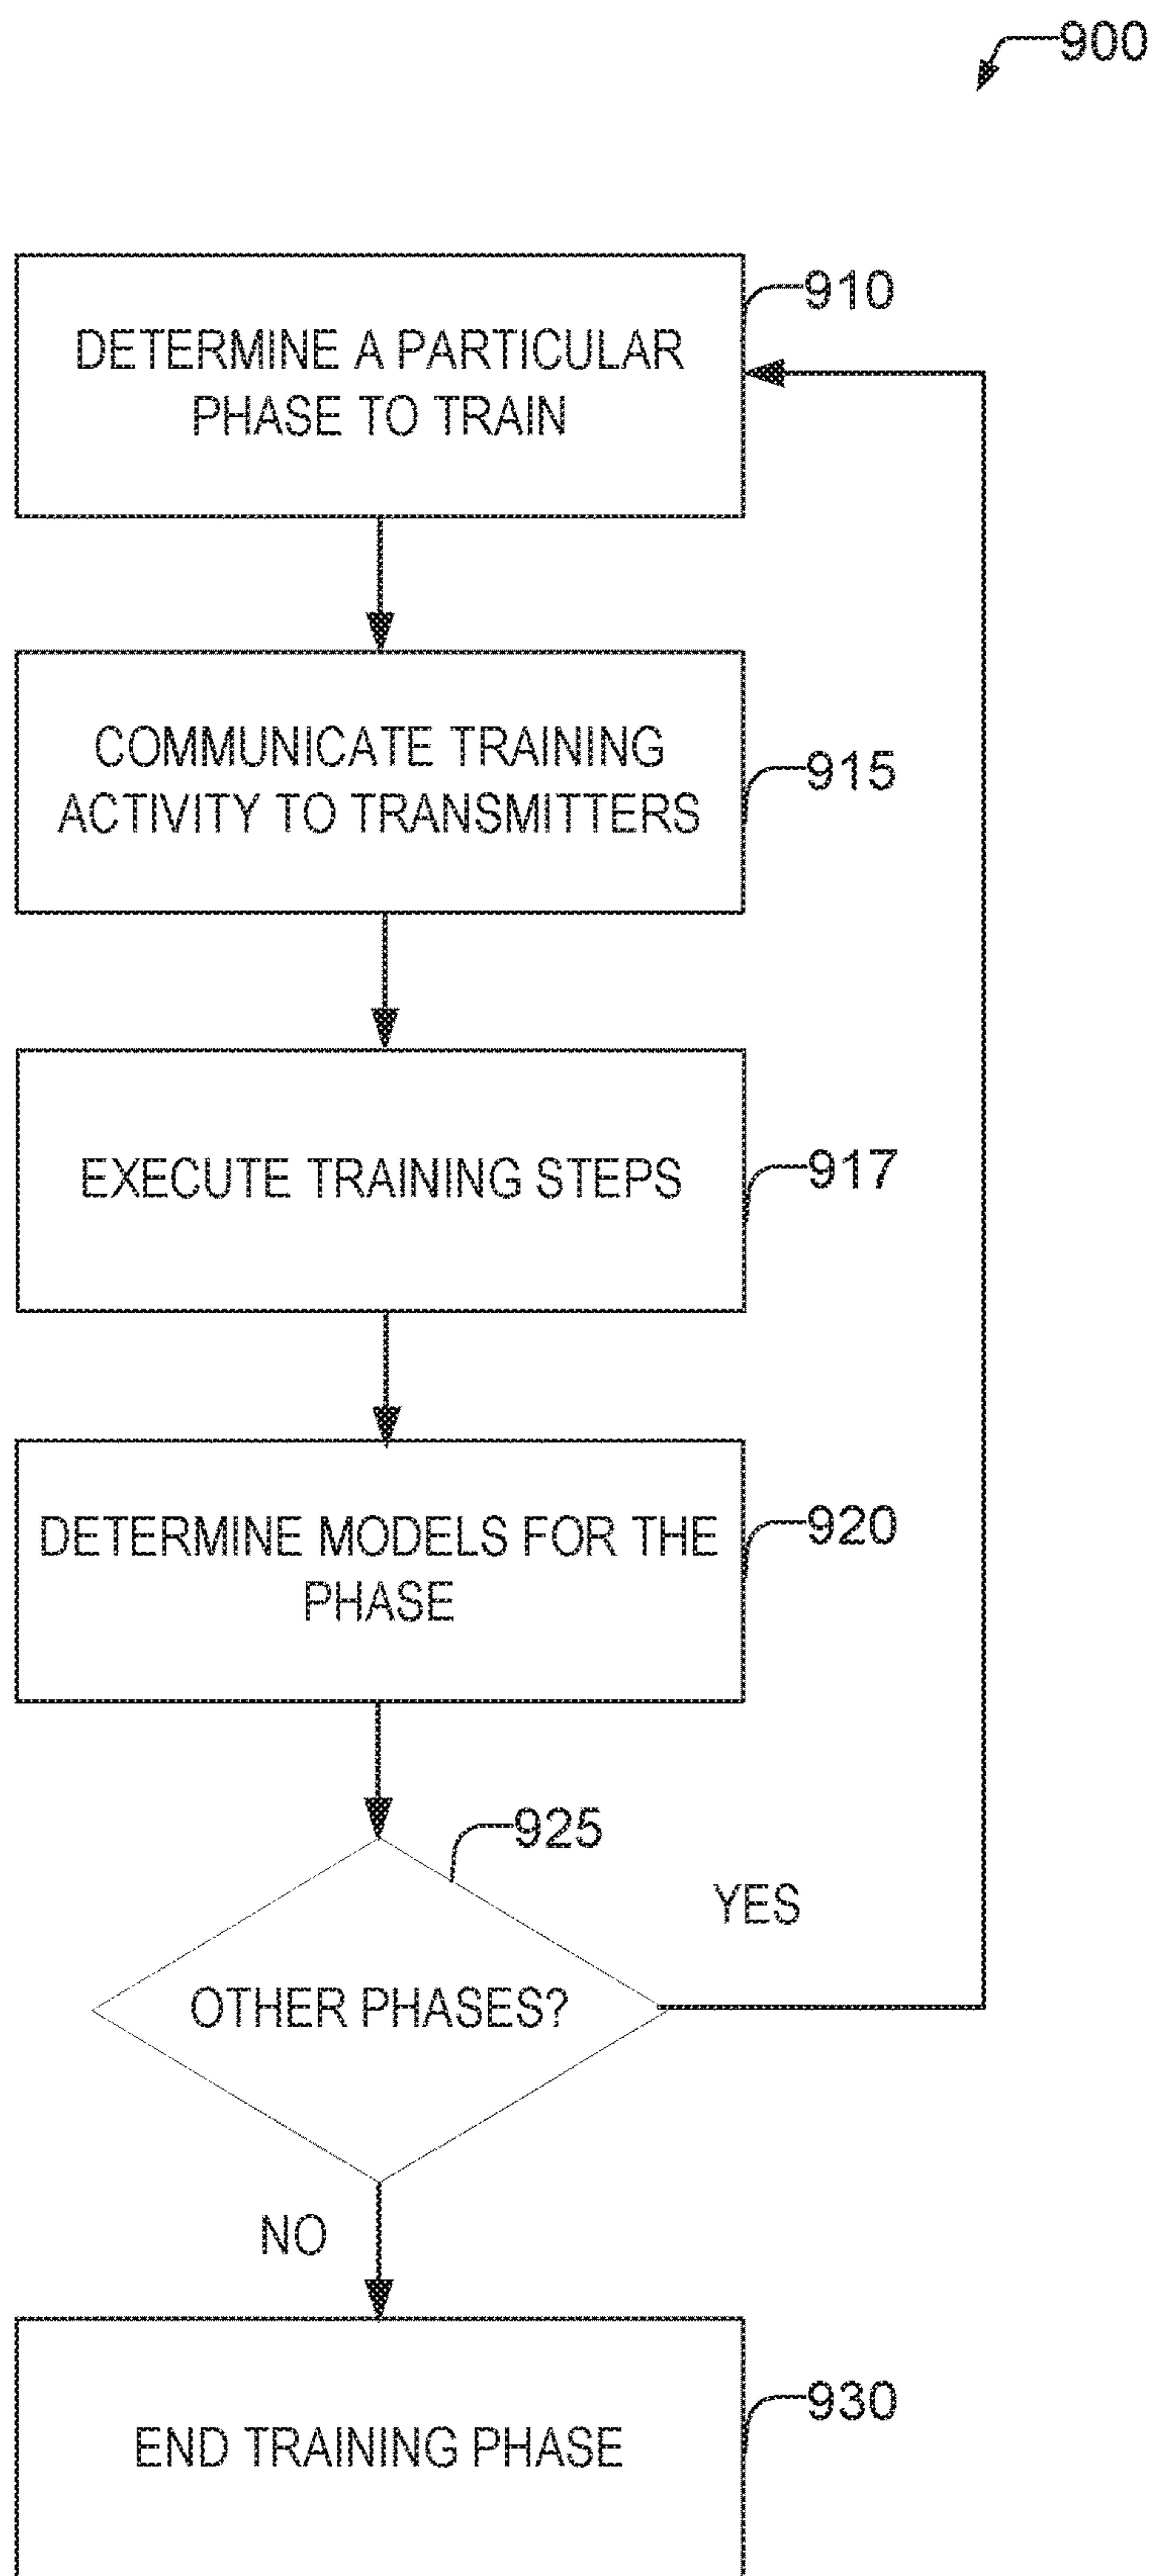 900
910
DETERMINE A PARTICULAR
PHASE TO TRAIN
COMMUNICATE TRAINING
ACTIVITY TO TRANSMITTERS
915
EXECUTE TRAINING STEPS
917
DETERMINE MODELS FOR THE
PHASE
920
925
YES
OTHER PHASES?
NO
930
END TRAINING PHASE